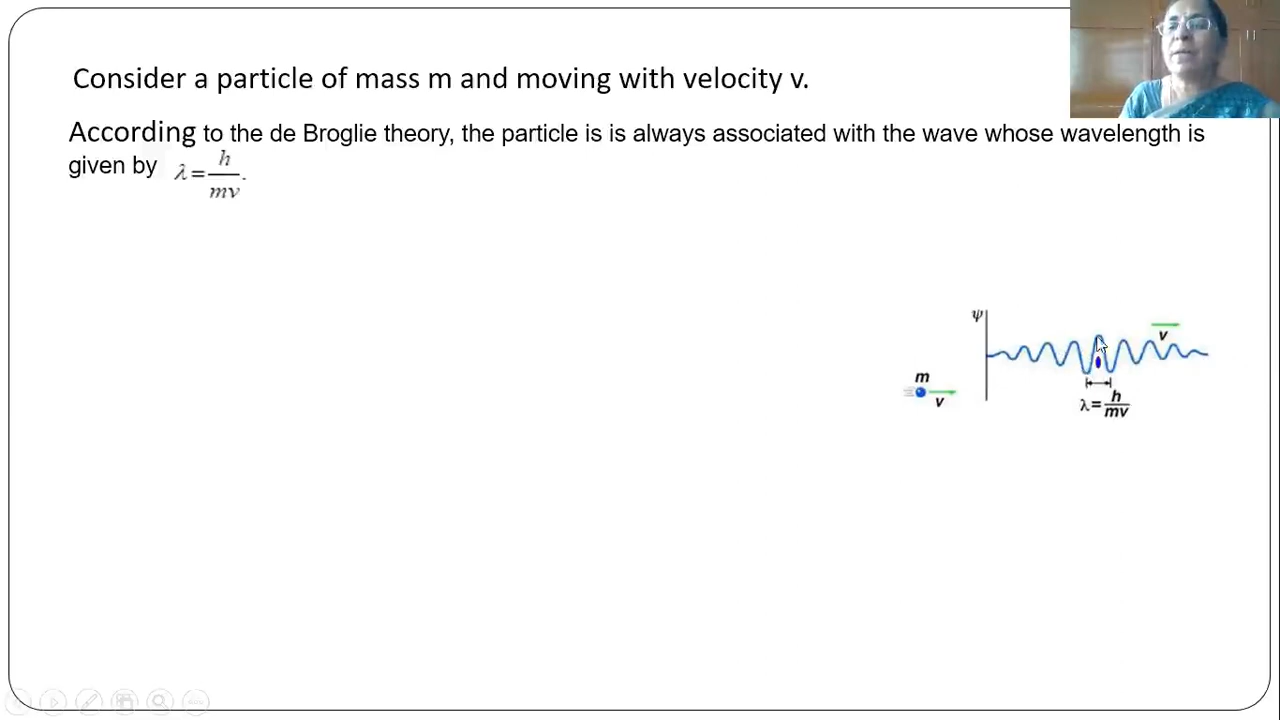 Consider a particle of mass m and moving with velocity v.
According to the de Broglie theory, the particle is is always associated with the wave whose wavelength is
given by λ = h/mv.
ψ
v
m
v
λ = h/mv